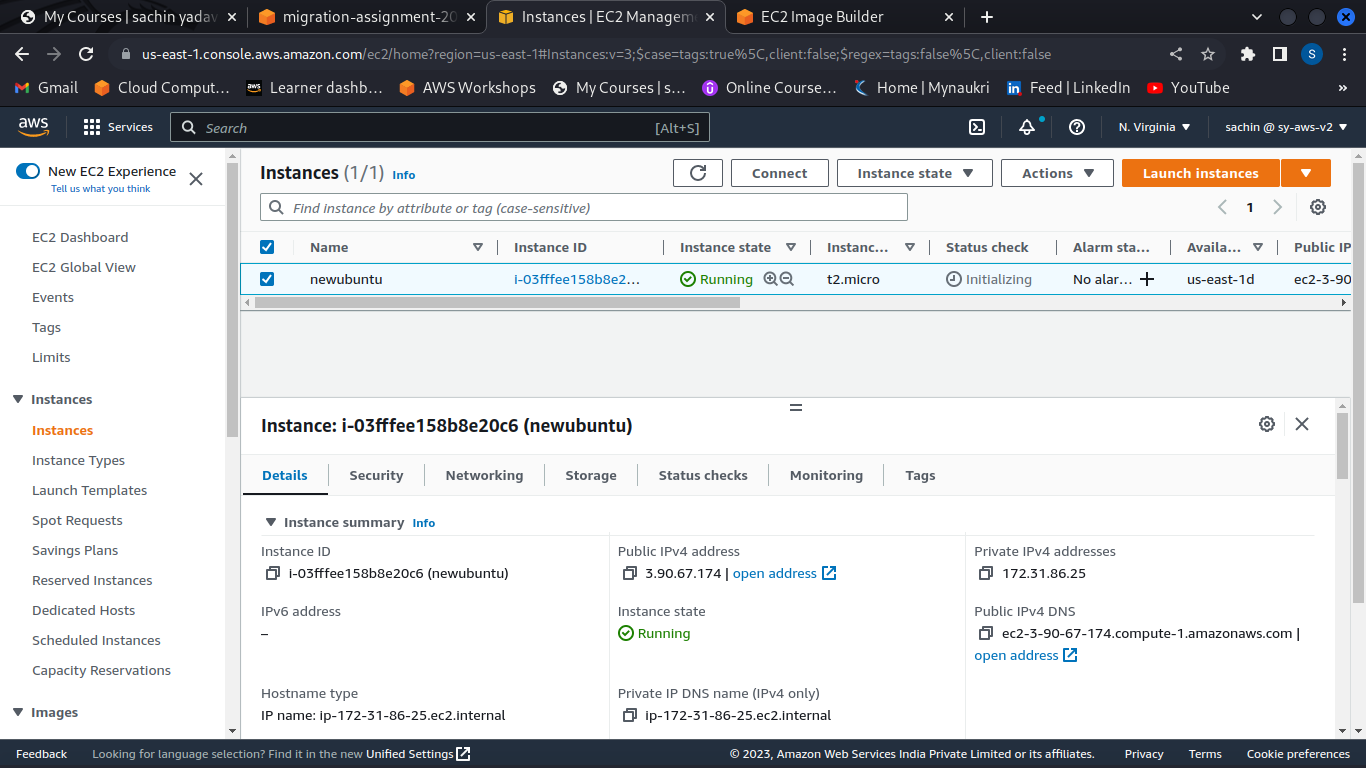 My Courses | sachin yadav
migration-assignment-20
Instances | EC2 Managem
EC2 Image Builder
us-east-1.console.aws.amazon.com/ec2/home?region=us-east-1#Instances:v=3;$case=tags:true%5C,client:false;$regex=tags:false%5C,client:false
S
Gmail
Cloud Comput…
aws
Learner dashb…
AWS Workshops
My Courses | s…
Online Course…
Home | Mynaukri
Feed | LinkedIn
YouTube
»
aws
Services
Search
[Alt+S]
N. Virginia
sachin @ sy-aws-v2
New EC2 Experience
Tell us what you think
EC2 Dashboard
EC2 Global View
Events
Tags
Limits
Instances
Instances
Instance Types
Launch Templates
Spot Requests
Savings Plans
Reserved Instances
Dedicated Hosts
Scheduled Instances
Capacity Reservations
Images
Instances (1/1) Info
Connect
Instance state
Actions
Launch instances
Find instance by attribute or tag (case-sensitive)
1
Name Instance ID Instance state Instanc… Status check Alarm sta… Availa… Public IP
newubuntu i-03fffee158b8e2… Running t2.micro Initializing No alar… us-east-1d ec2-3-90
Instance: i-03fffee158b8e20c6 (newubuntu)
Details Security Networking Storage Status checks Monitoring Tags
Instance summary Info
Instance ID
i-03fffee158b8e20c6 (newubuntu)
Public IPv4 address
3.90.67.174 | open address
Private IPv4 addresses
172.31.86.25
IPv6 address
–
Instance state
Running
Public IPv4 DNS
ec2-3-90-67-174.compute-1.amazonaws.com |
open address
Hostname type
IP name: ip-172-31-86-25.ec2.internal
Private IP DNS name (IPv4 only)
ip-172-31-86-25.ec2.internal
Feedback
Looking for language selection? Find it in the new Unified Settings
© 2023, Amazon Web Services India Private Limited or its affiliates.
Privacy
Terms
Cookie preferences